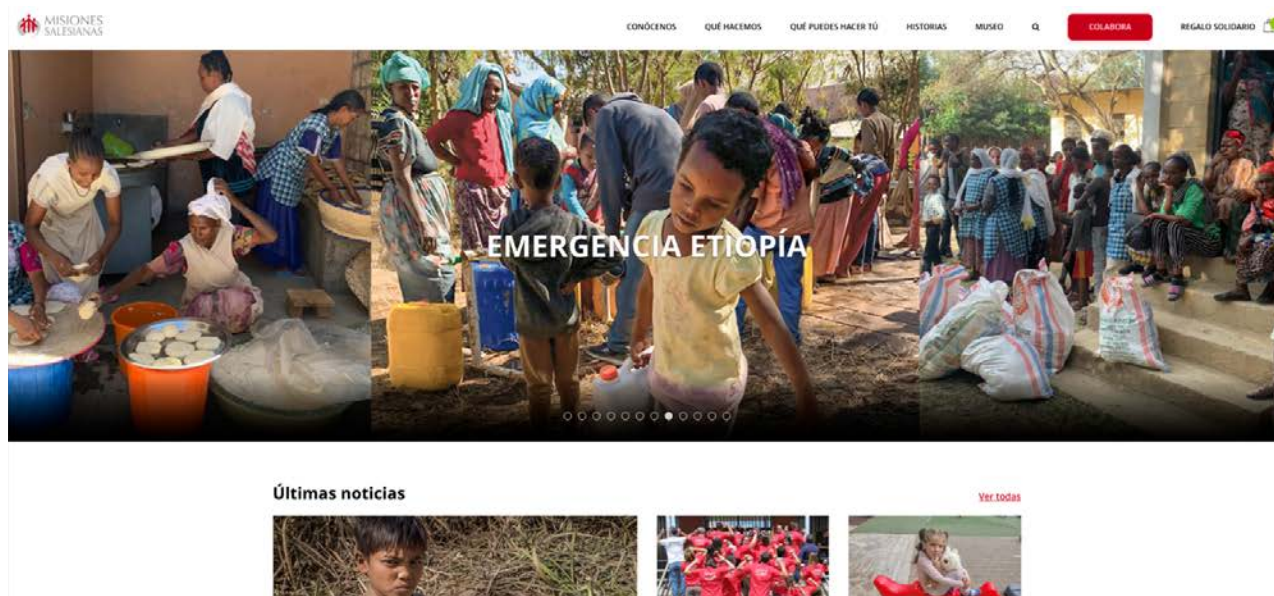 MISIONES
SALESIANAS
CONÓCENOS
QUÉ HACEMOS
QUÉ PUEDES HACER TÚ
HISTORIAS
MUSEO
COLABORA
REGALO SOLIDARIO
EMERGENCIA ETIOPÍA
Últimas noticias
Ver todas